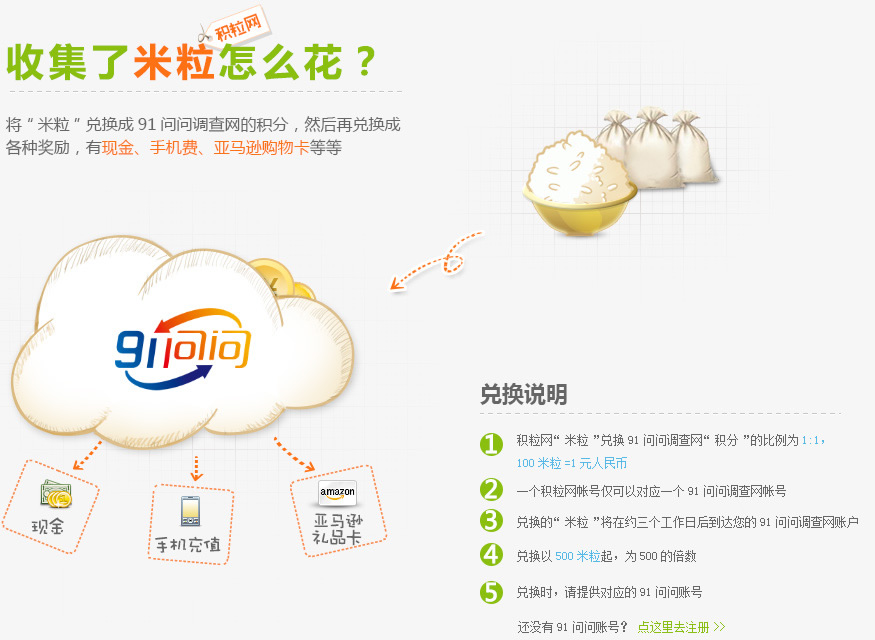 积粒网
收集了米粒怎么花？
将“米粒”兑换成 91 问问调查网的积分，然后再兑换成
各种奖励，有现金、手机费、亚马逊购物卡等等
91问问
现金
手机充值
amazon
亚马逊
礼品卡
兑换说明
1 积粒网“米粒”兑换 91 问问调查网“积分”的比例为 1:1，
100 米粒 =1 元人民币
2 一个积粒网帐号仅可以对应一个 91 问问调查网帐号
3 兑换的“米粒”将在约三个工作日后到达您的 91 问问调查网账户
4 兑换以 500 米粒起，为 500 的倍数
5 兑换时，请提供对应的 91 问问账号
还没有 91 问问账号？ 点这里去注册 >>